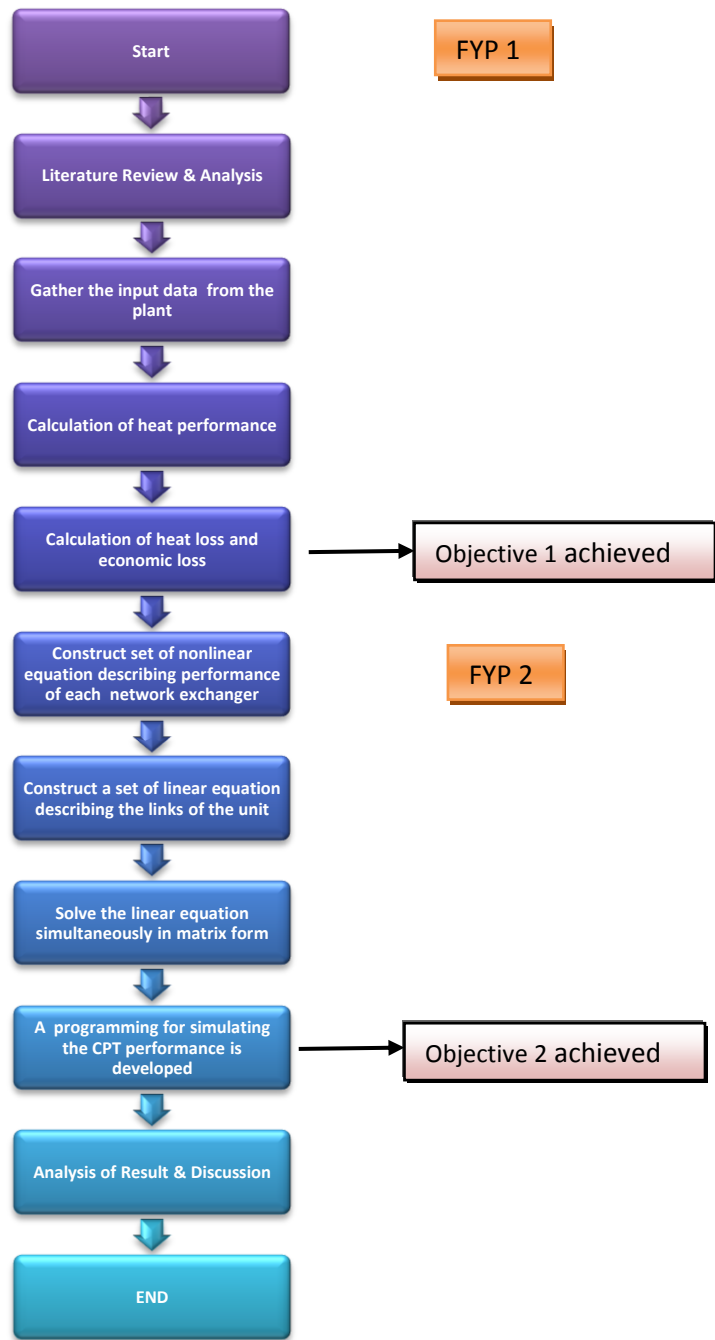 Start
FYP 1
Literature Review & Analysis
Gather the input data from the
plant
Calculation of heat performance
Calculation of heat loss and
economic loss
Objective 1 achieved
Construct set of nonlinear
equation describing performance
of each network exchanger
FYP 2
Construct a set of linear equation
describing the links of the unit
Solve the linear equation
simultaneously in matrix form
A programming for simulating
the CPT performance is
developed
Objective 2 achieved
Analysis of Result & Discussion
END